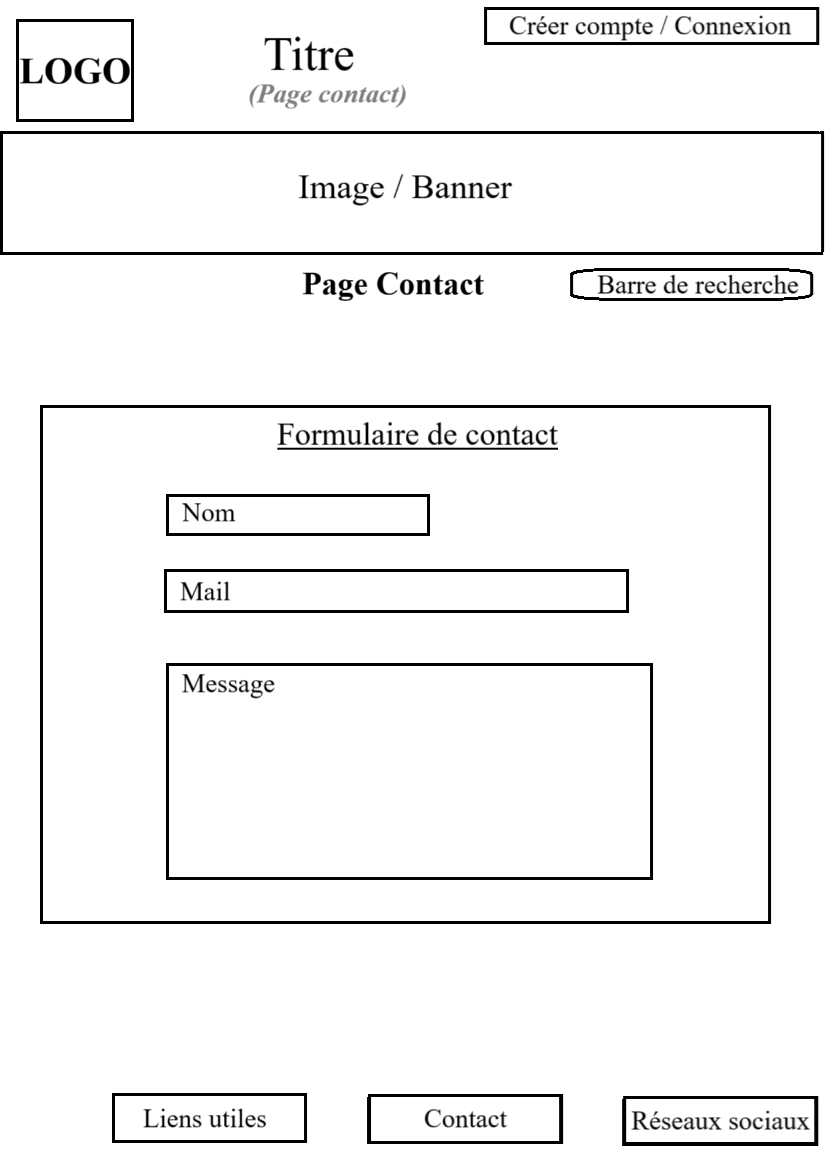 Créer compte / Connexion
LOGO
Titre
(Page contact)
Image / Banner
Page Contact
Barre de recherche
Formulaire de contact
Nom
Mail
Message
Liens utiles
Contact
Réseaux sociaux